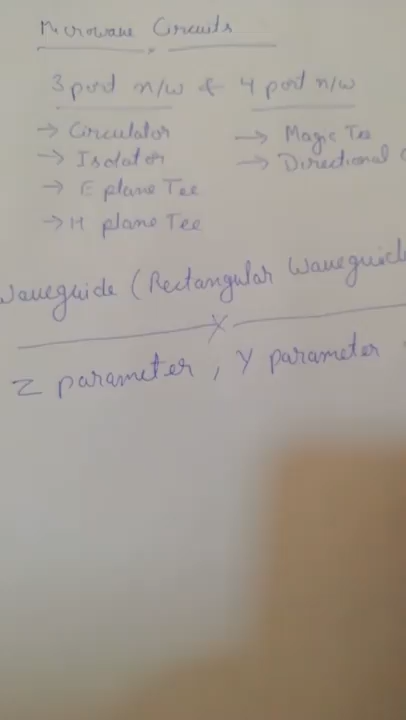 Microwave Circuits
3 port n/w & 4 port n/w
→ Circulator → Magic Tee
→ Isolator → Directional
→ E plane Tee
→ H plane Tee
Waveguide (Rectangular Waveguide
X
Z parameter, Y parameter